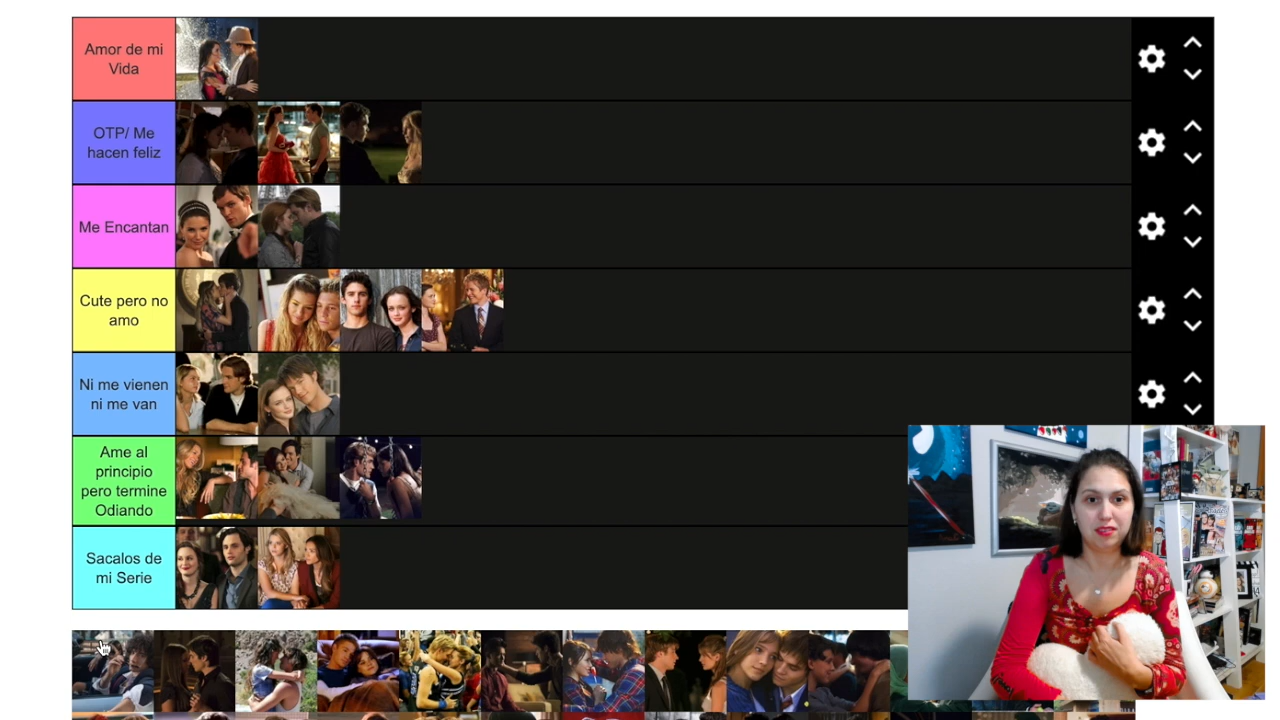 Amor de mi
Vida
OTP/ Me
hacen feliz
Me Encantan
Cute pero no
amo
Ni me vienen
ni me van
Ame al
principio
pero termine
Odiando
Sacalos de
mi Serie